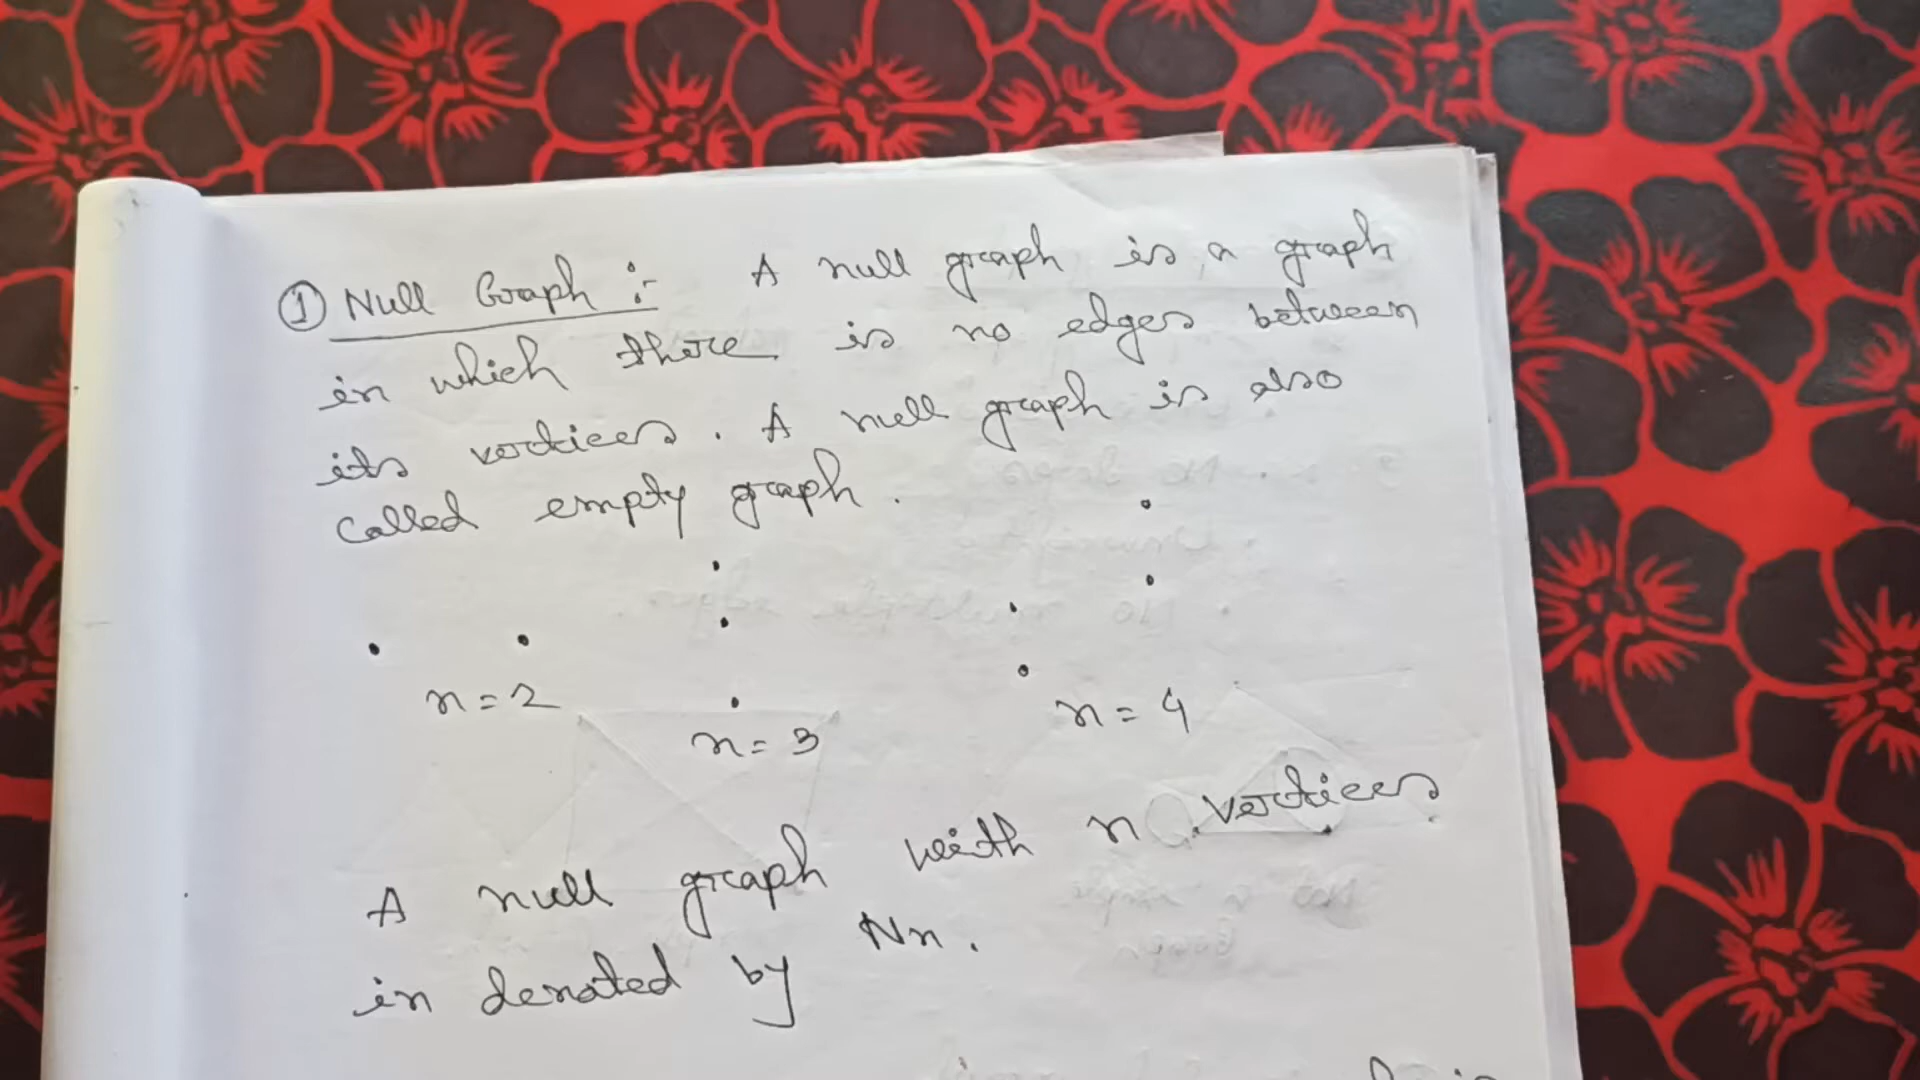 ① Null Graph :- A null graph is a graph
in which there is no edges between
its vertices. A null graph is also
called empty graph.
n=2
n=3
n=4
A null graph with n vertices
in denoted by Nn.